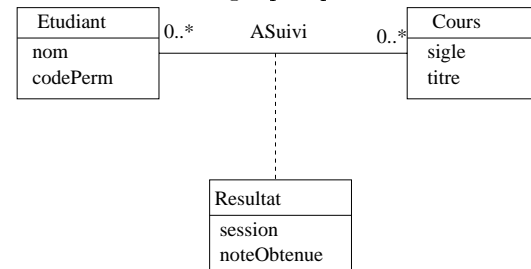 Etudiant
nom
codePerm
0..*
ASuivi
0..*
Cours
sigle
titre
Resultat
session
noteObtenue